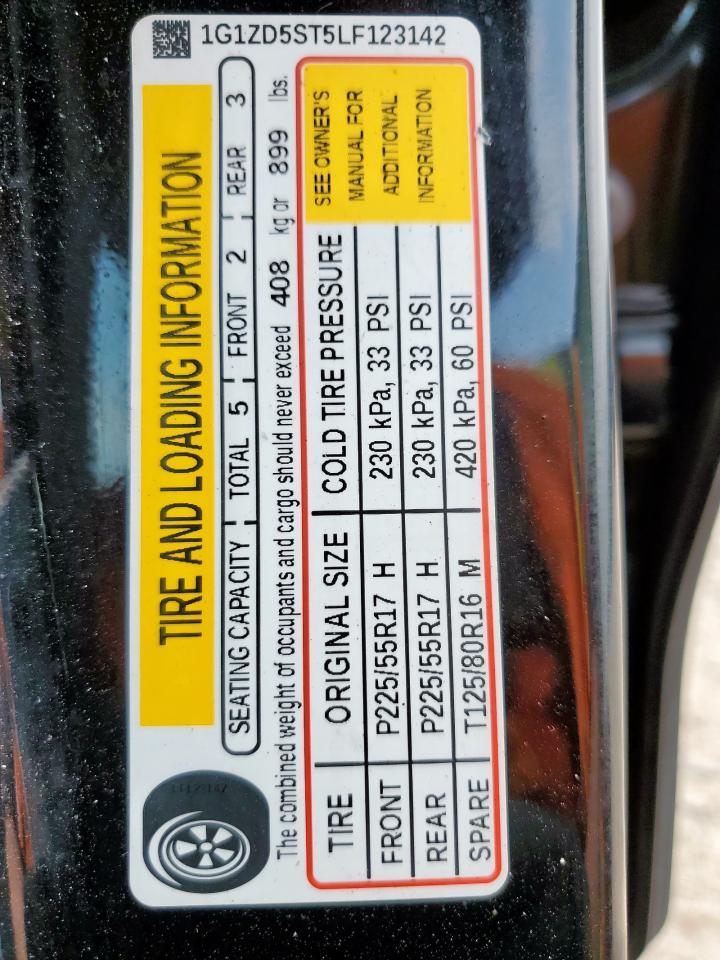 1G1ZD5ST5LF123142
TIRE AND LOADING INFORMATION
SEATING CAPACITY TOTAL 5 FRONT 2 REAR 3
The combined weight of occupants and cargo should never exceed 408 kg or 899 lbs.
TIRE ORIGINAL SIZE COLD TIRE PRESSURE
FRONT P225/55R17 H 230 kPa, 33 PSI
REAR P225/55R17 H 230 kPa, 33 PSI
SPARE T125/80R16 M 420 kPa, 60 PSI
SEE OWNER'S
MANUAL FOR
ADDITIONAL
INFORMATION